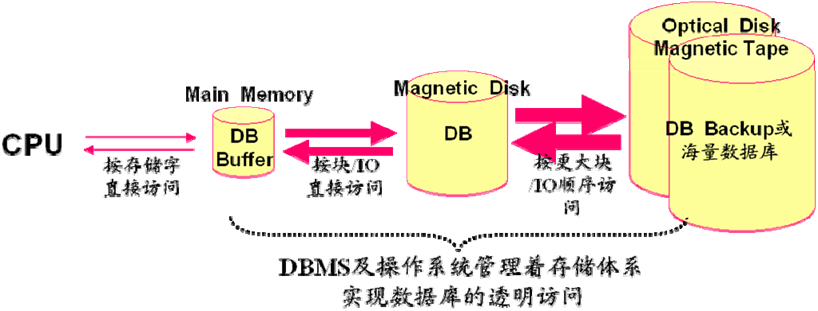 Optical Disk
Magnetic Tape
Magnetic Disk
Main Memory
CPU
DB
Buffer
DB
DB Backup或
海量数据库
按存储字
直接访问
按块/IO
直接访问
按更大块
/IO顺序访
问
DBMS及操作系统管理着存储体系
实现数据库的透明访问